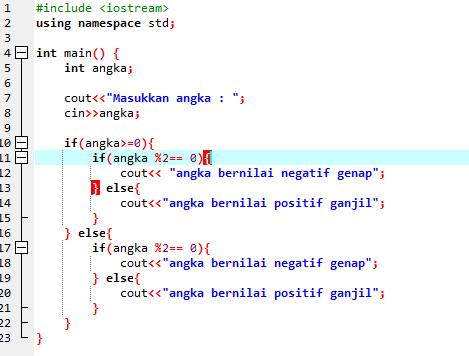 1 #include <iostream>
2 using namespace std;
3
4 int main() {
5 int angka;
6
7 cout<<"Masukkan angka : ";
8 cin>>angka;
9
10 if(angka>=0){
11 if(angka %2== 0){
12 cout<< "angka bernilai negatif genap";
13 } else{
14 cout<<"angka bernilai positif ganjil";
15 }
16 } else{
17 if(angka %2== 0){
18 cout<<"angka bernilai negatif genap";
19 } else{
20 cout<<"angka bernilai positif ganjil";
21 }
22 }
23 }